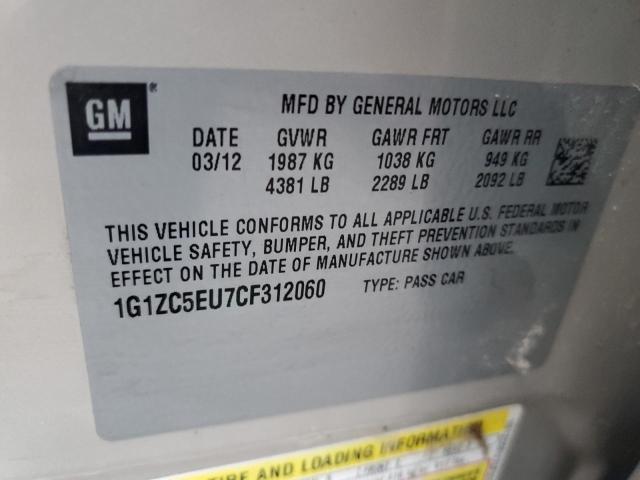 GM
MFD BY GENERAL MOTORS LLC
DATE GVWR GAWR FRT GAWR RR
03/12 1987 KG 1038 KG 949 KG
4381 LB 2289 LB 2092 LB
THIS VEHICLE CONFORMS TO ALL APPLICABLE U.S. FEDERAL MOTOR
VEHICLE SAFETY, BUMPER, AND THEFT PREVENTION STANDARDS IN
EFFECT ON THE DATE OF MANUFACTURE SHOWN ABOVE.
1G1ZC5EU7CF312060 TYPE: PASS CAR
TIRE AND LOADING INFORMATION